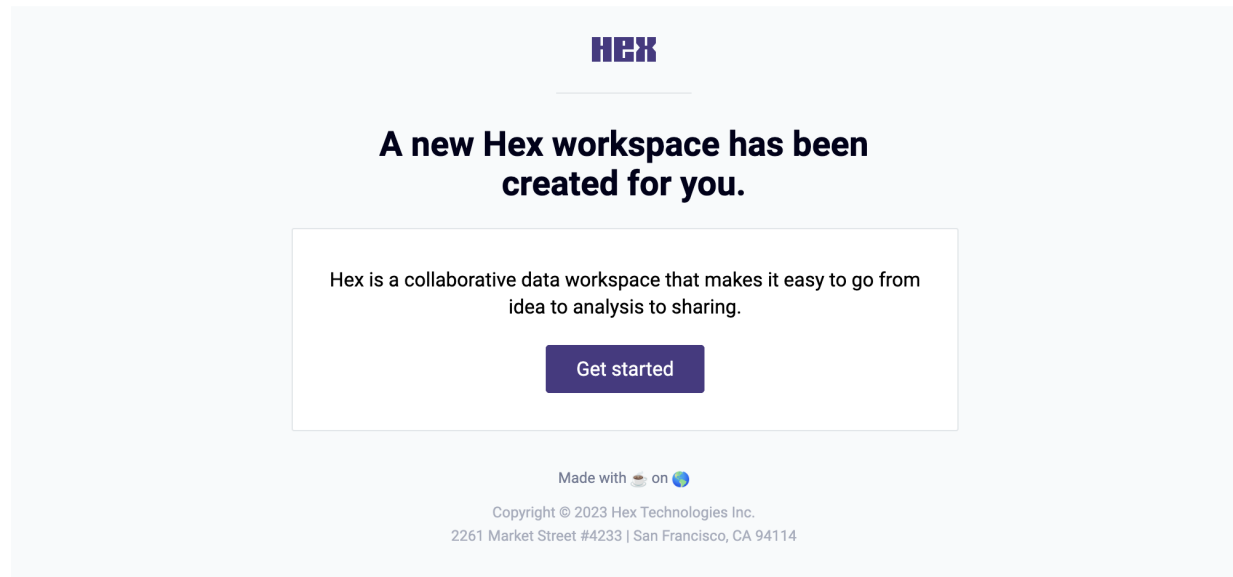 Hex
A new Hex workspace has been
created for you.
Hex is a collaborative data workspace that makes it easy to go from
idea to analysis to sharing.
Get started
Made with ☕ on 🌎
Copyright © 2023 Hex Technologies Inc.
2261 Market Street #4233 | San Francisco, CA 94114